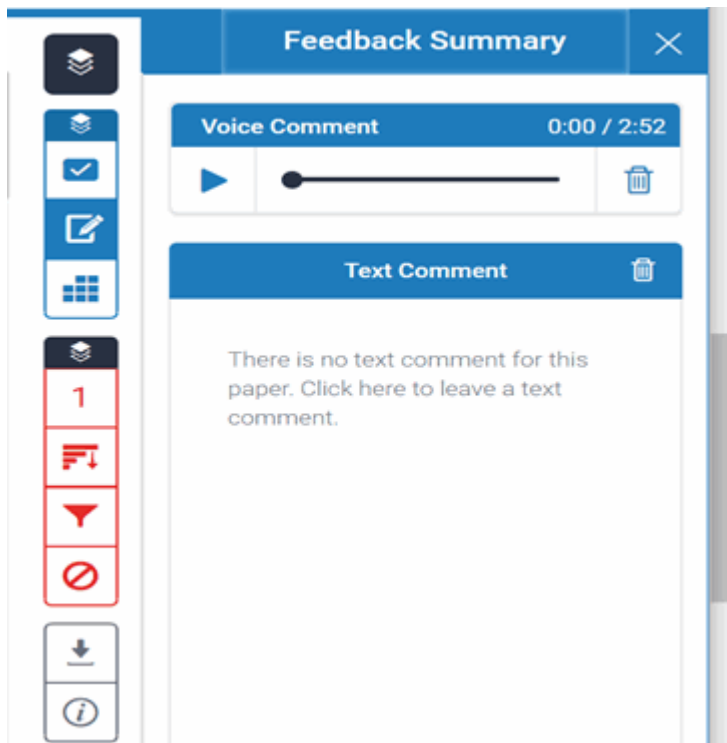 Feedback Summary
Voice Comment 0:00 / 2:52
Text Comment
There is no text comment for this
paper. Click here to leave a text
comment.
1